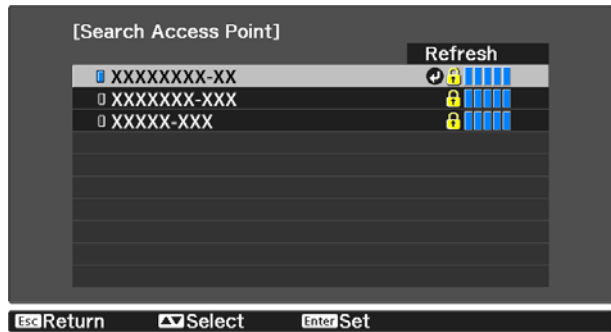 [Search Access Point]
Refresh
XXXXXXXX-XX
XXXXXXX-XXX
XXXXX-XXX
Esc Return Select Enter Set